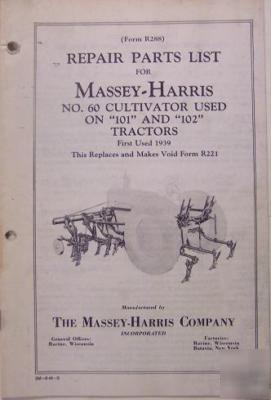 (Form R288)
REPAIR PARTS LIST
FOR
MASSEY-HARRIS
NO. 60 CULTIVATOR USED
ON "101" AND "102"
TRACTORS
First Used 1939
This Replaces and Makes Void Form R221
Manufactured by
THE MASSEY-HARRIS COMPANY
INCORPORATED
General Offices: Factories:
Racine, Wisconsin Racine, Wisconsin
Batavia, New York